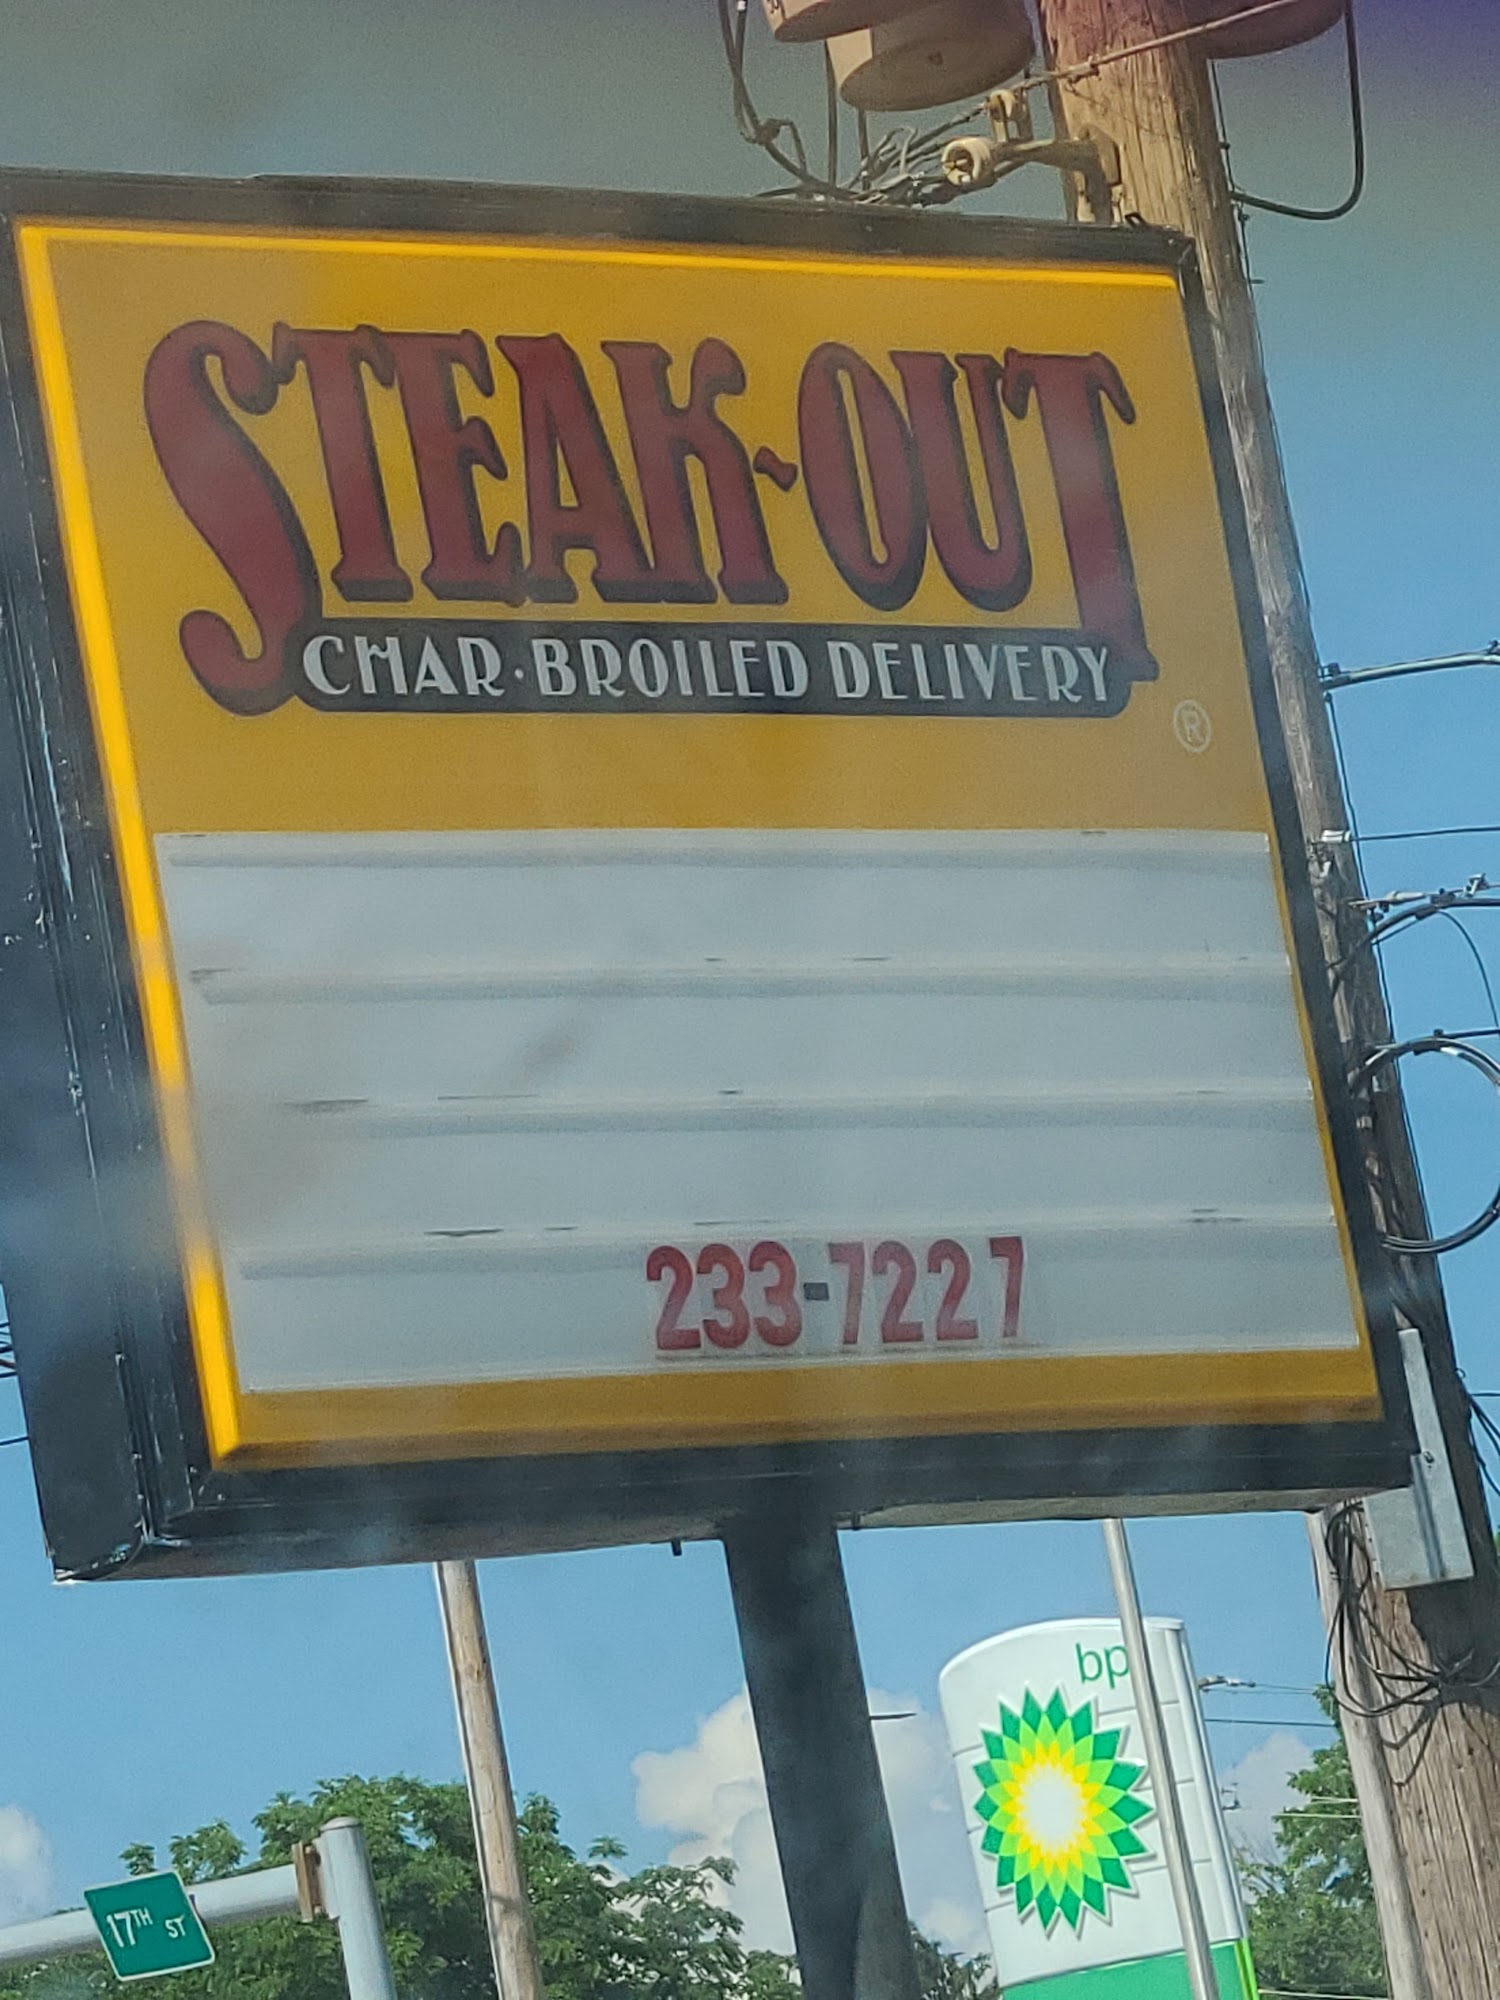 STEAK-OUT
CHAR·BROILED DELIVERY
®
233-7227
bp
17TH ST